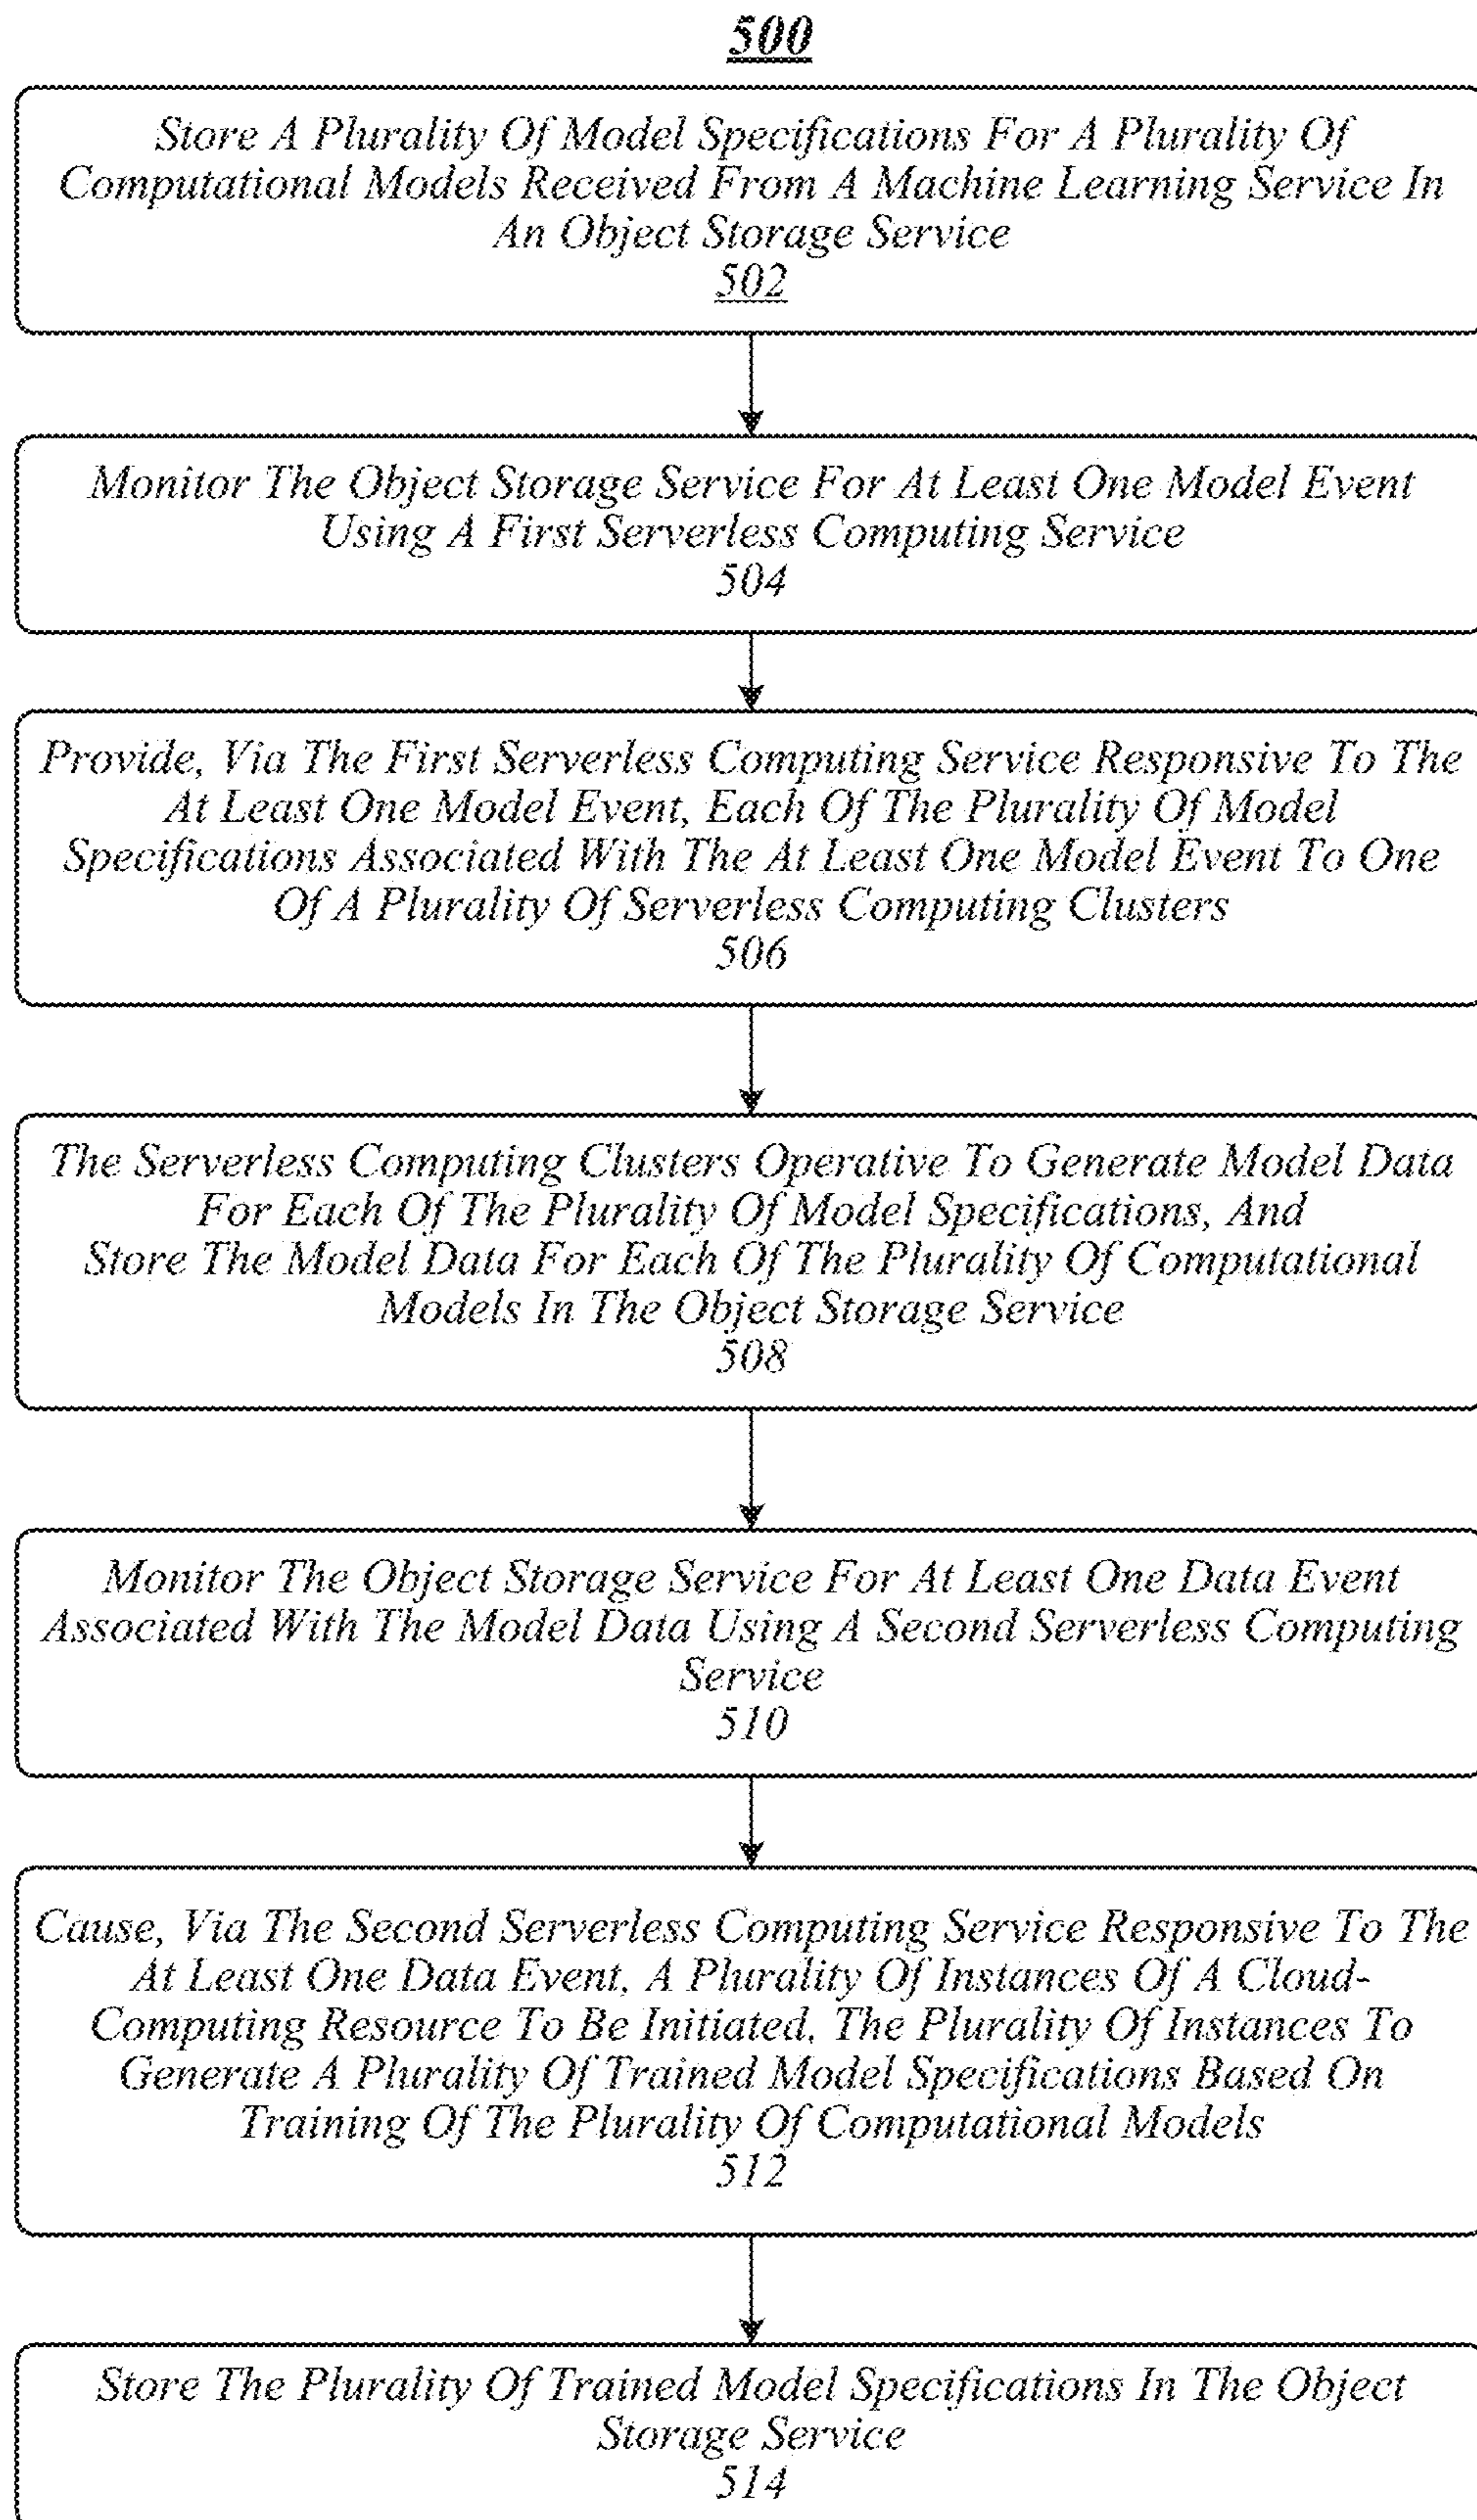 500
Store A Plurality Of Model Specifications For A Plurality Of
Computational Models Received From A Machine Learning Service In
An Object Storage Service
502
Monitor The Object Storage Service For At Least One Model Event
Using A First Serverless Computing Service
504
Provide, Via The First Serverless Computing Service Responsive To The
At Least One Model Event, Each Of The Plurality Of Model
Specifications Associated With The At Least One Model Event To One
Of A Plurality Of Serverless Computing Clusters
506
The Serverless Computing Clusters Operative To Generate Model Data
For Each Of The Plurality Of Model Specifications, And
Store The Model Data For Each Of The Plurality Of Computational
Models In The Object Storage Service
508
Monitor The Object Storage Service For At Least One Data Event
Associated With The Model Data Using A Second Serverless Computing
Service
510
Cause, Via The Second Serverless Computing Service Responsive To The
At Least One Data Event, A Plurality Of Instances Of A Cloud-
Computing Resource To Be Initiated, The Plurality Of Instances To
Generate A Plurality Of Trained Model Specifications Based On
Training Of The Plurality Of Computational Models
512
Store The Plurality Of Trained Model Specifications In The Object
Storage Service
514